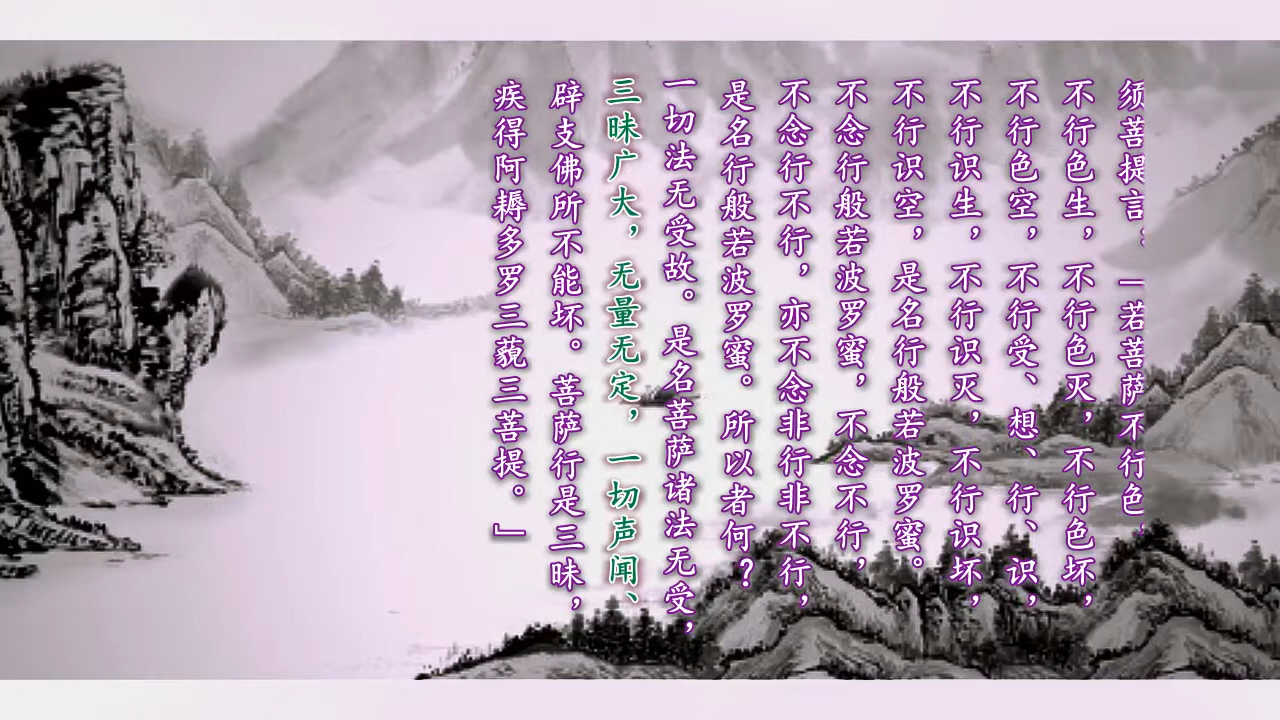 须菩提言：「若菩萨不行色，
不行色生，不行色灭，不行色坏，
不行色空，不行受、想、行、识，
不行识生，不行识灭，不行识坏，
不行识空，是名行般若波罗蜜。
不念行般若波罗蜜，不念不行，
不念行不行，亦不念非行非不行，
是名行般若波罗蜜。所以者何？
一切法无受故。是名菩萨诸法无受，
三昧广大，无量无定，一切声闻、
辟支佛所不能坏。菩萨行是三昧，
疾得阿耨多罗三藐三菩提。」